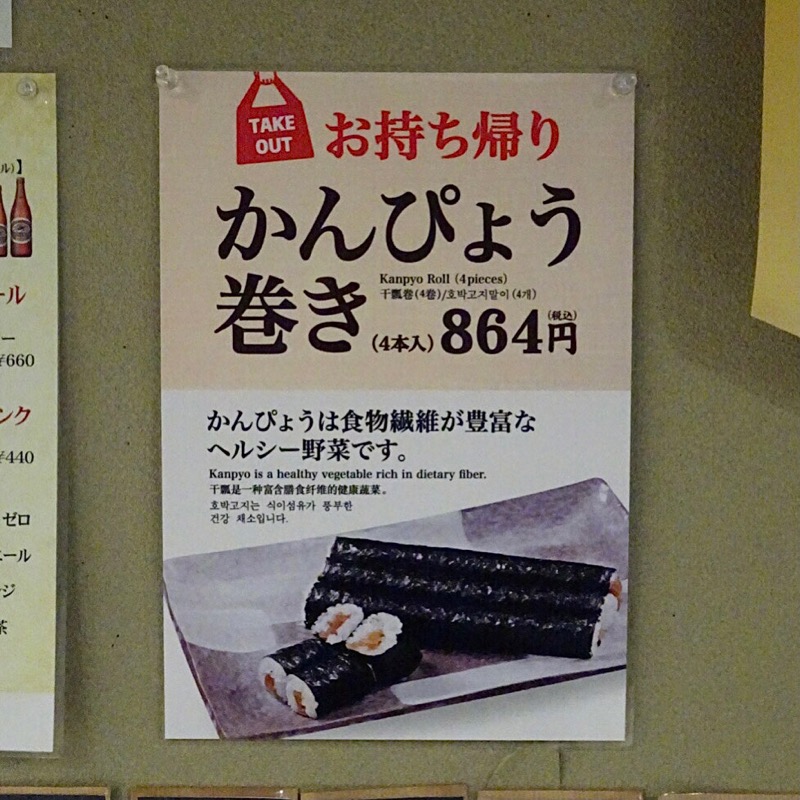 TAKE
OUT
お持ち帰り
かんぴょう
巻き
Kanpyo Roll (4pieces)
干瓢卷(4卷)/호박고지말이(4개)
(4本入)
864円
(税込)
かんぴょうは食物繊維が豊富な
ヘルシー野菜です。
Kanpyo is a healthy vegetable rich in dietary fiber.
干瓢是一种富含膳食纤维的健康蔬菜。
호박고지는 식이섬유가 풍부한
건강 채소입니다.
ル)】
ール
ー
¥660
ンク
¥440
ゼロ
エール
ジ
茶